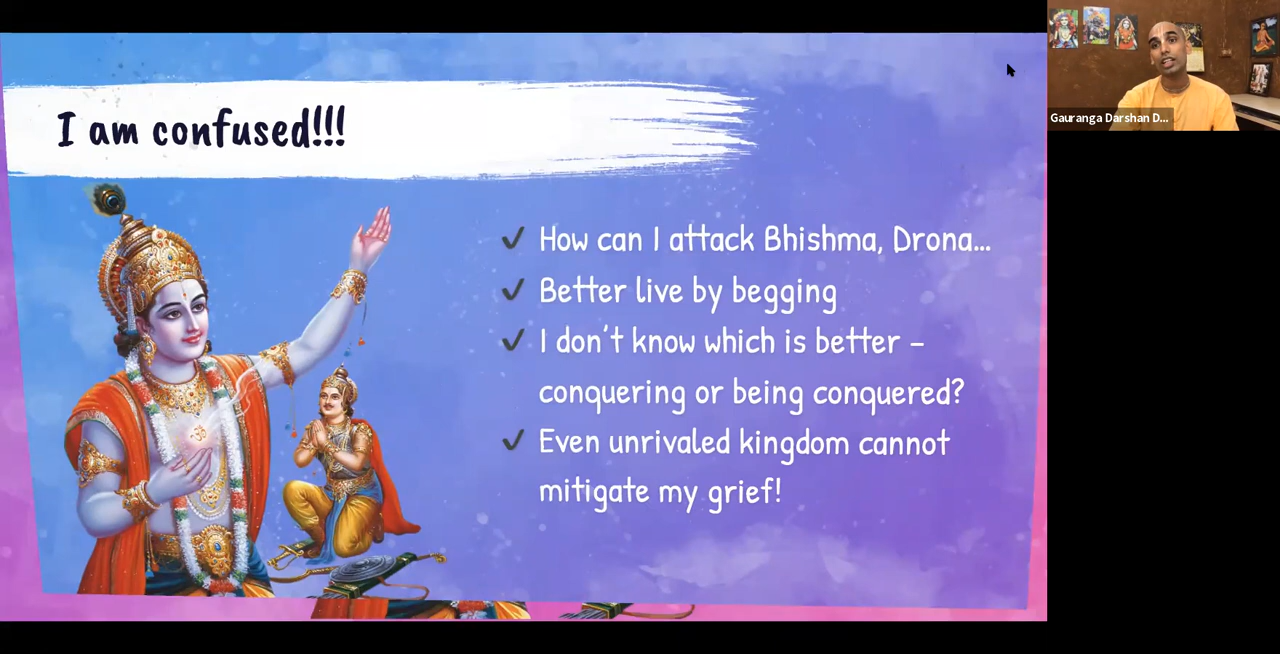 I am confused!!!
✓ How can I attack Bhishma, Drona...
✓ Better live by begging
✓ I don't know which is better –
conquering or being conquered?
✓ Even unrivaled kingdom cannot
mitigate my grief!
Gauranga Darshan D...